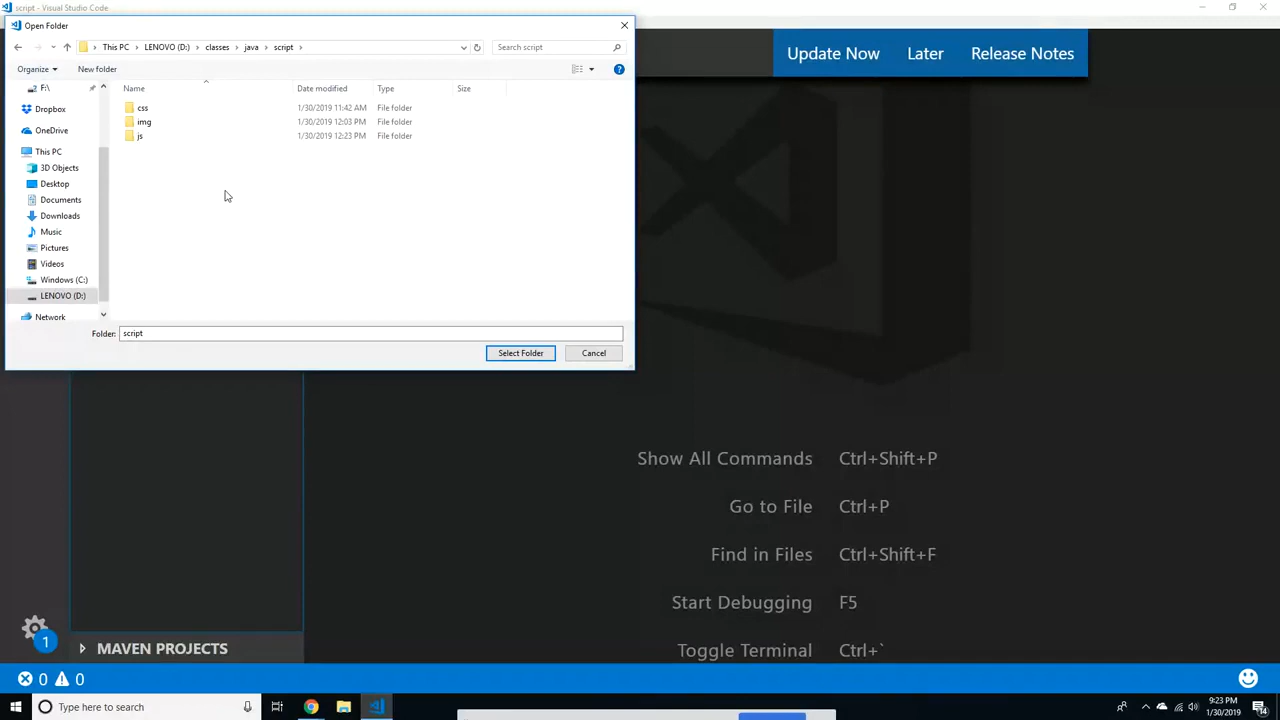 script - Visual Studio Code
Open Folder
This PC > LENOVO (D:) > classes > java > script >
Search script
Organize
New folder
Name
Date modified
Type
Size
css 1/30/2019 11:42 AM File folder
img 1/30/2019 12:03 PM File folder
js 1/30/2019 12:23 PM File folder
F:\
Dropbox
OneDrive
This PC
3D Objects
Desktop
Documents
Downloads
Music
Pictures
Videos
Windows (C:)
LENOVO (D:)
Network
Folder: script
Select Folder
Cancel
Update Now
Later
Release Notes
Show All Commands Ctrl+Shift+P
Go to File Ctrl+P
Find in Files Ctrl+Shift+F
Start Debugging F5
Toggle Terminal Ctrl+`
1
MAVEN PROJECTS
0 0
Type here to search
9:23 PM
1/30/2019
14